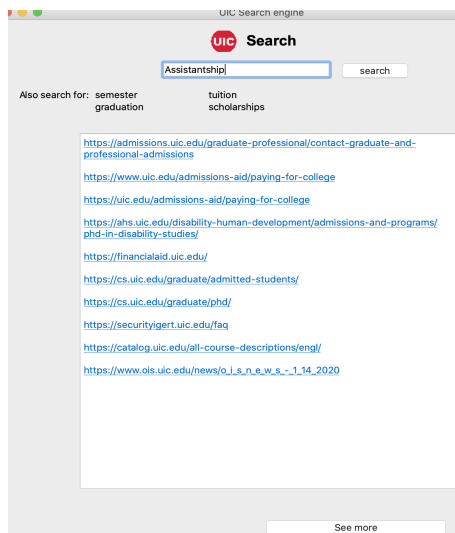 UIC Search engine
UIC Search
Assistantship
search
Also search for: semester tuition
graduation scholarships
https://admissions.uic.edu/graduate-professional/contact-graduate-and-
professional-admissions
https://www.uic.edu/admissions-aid/paying-for-college
https://uic.edu/admissions-aid/paying-for-college
https://ahs.uic.edu/disability-human-development/admissions-and-programs/
phd-in-disability-studies/
https://financialaid.uic.edu/
https://cs.uic.edu/graduate/admitted-students/
https://cs.uic.edu/graduate/phd/
https://securityigert.uic.edu/faq
https://catalog.uic.edu/all-course-descriptions/engl/
https://www.ois.uic.edu/news/o_i_s_n_e_w_s_-_1_14_2020
See more